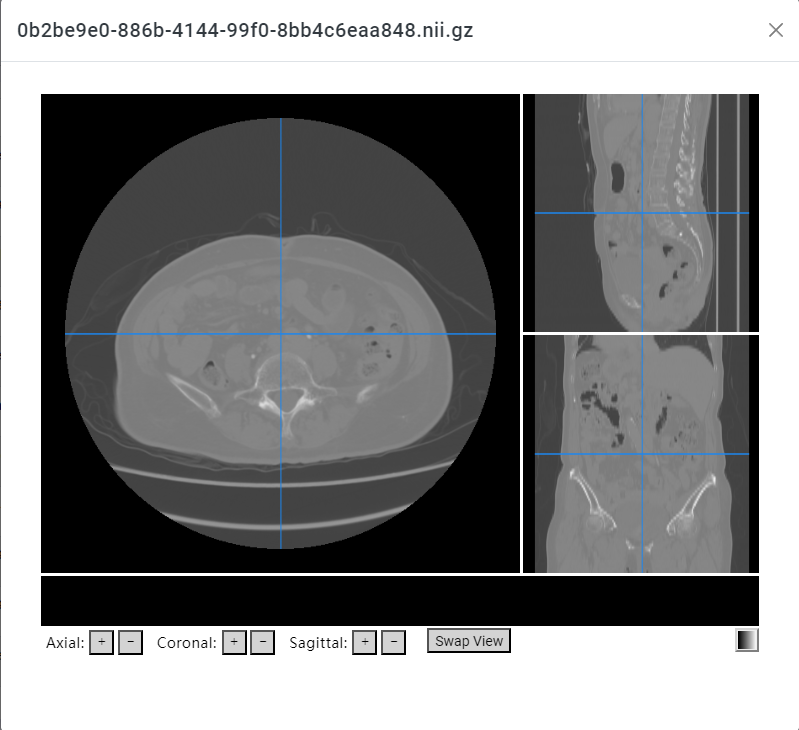 0b2be9e0-886b-4144-99f0-8bb4c6eaa848.nii.gz
Axial: + − Coronal: + − Sagittal: + − Swap View